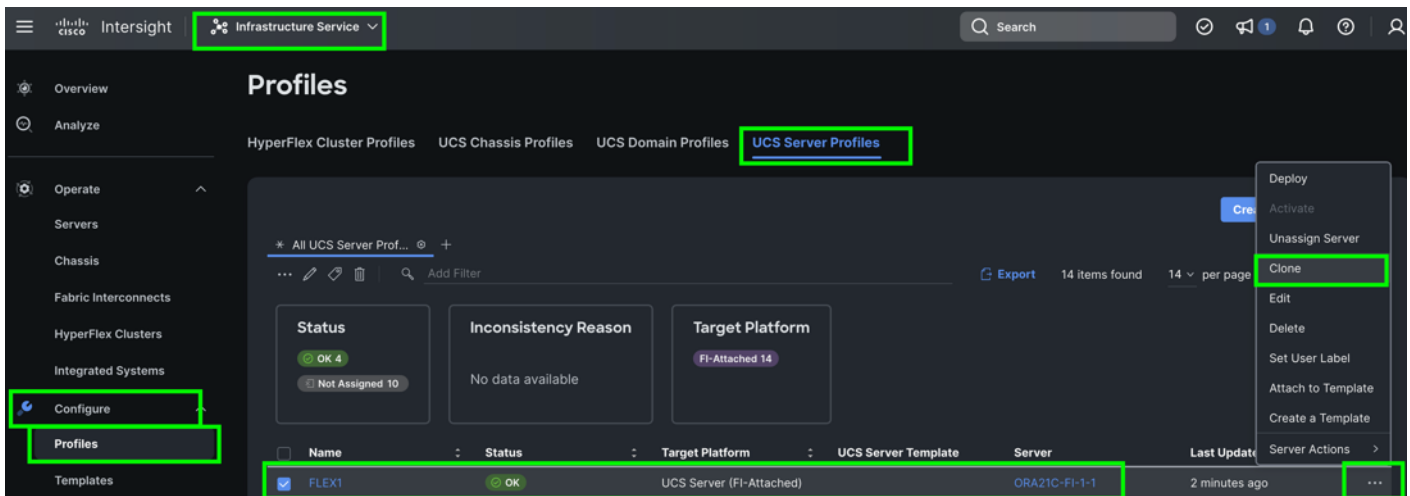 cisco Intersight Infrastructure Service Search 1
Profiles
Overview
Analyze
HyperFlex Cluster Profiles UCS Chassis Profiles UCS Domain Profiles UCS Server Profiles
Operate
Servers
Chassis
Fabric Interconnects
HyperFlex Clusters
Integrated Systems
Configure
Profiles
Templates
Deploy
Activate
Unassign Server
Clone
Edit
Delete
Set User Label
Attach to Template
Create a Template
Server Actions
All UCS Server Prof... +
Add Filter Export 14 items found 14 per page
Status Inconsistency Reason Target Platform
OK 4 No data available FI-Attached 14
Not Assigned 10
Name Status Target Platform UCS Server Template Server Last Update
FLEX1 OK UCS Server (FI-Attached) ORA21C-FI-1-1 2 minutes ago ...